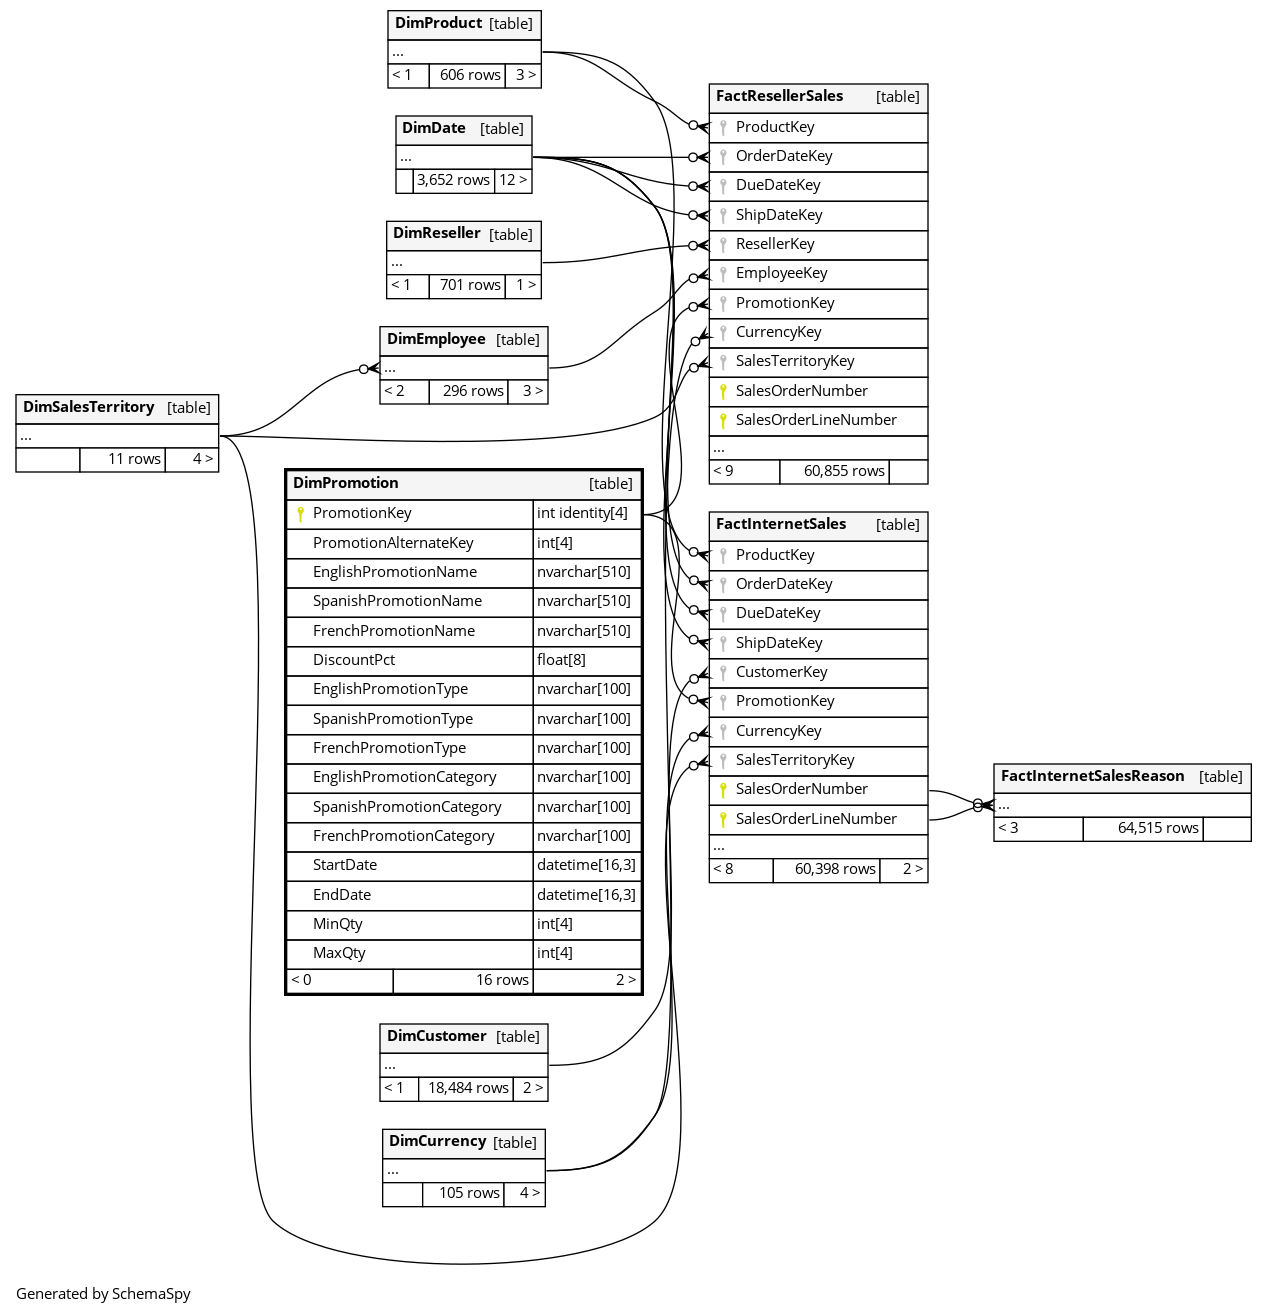 DimProduct [table]
...
< 1 606 rows 3 >
DimDate [table]
...
3,652 rows 12 >
DimReseller [table]
...
< 1 701 rows 1 >
DimEmployee [table]
...
< 2 296 rows 3 >
DimSalesTerritory [table]
...
11 rows 4 >
DimPromotion [table]
PromotionKey int identity[4]
PromotionAlternateKey int[4]
EnglishPromotionName nvarchar[510]
SpanishPromotionName nvarchar[510]
FrenchPromotionName nvarchar[510]
DiscountPct float[8]
EnglishPromotionType nvarchar[100]
SpanishPromotionType nvarchar[100]
FrenchPromotionType nvarchar[100]
EnglishPromotionCategory nvarchar[100]
SpanishPromotionCategory nvarchar[100]
FrenchPromotionCategory nvarchar[100]
StartDate datetime[16,3]
EndDate datetime[16,3]
MinQty int[4]
MaxQty int[4]
< 0 16 rows 2 >
DimCustomer [table]
...
< 1 18,484 rows 2 >
DimCurrency [table]
...
105 rows 4 >
FactResellerSales [table]
ProductKey
OrderDateKey
DueDateKey
ShipDateKey
ResellerKey
EmployeeKey
PromotionKey
CurrencyKey
SalesTerritoryKey
SalesOrderNumber
SalesOrderLineNumber
...
< 9 60,855 rows
FactInternetSales [table]
ProductKey
OrderDateKey
DueDateKey
ShipDateKey
CustomerKey
PromotionKey
CurrencyKey
SalesTerritoryKey
SalesOrderNumber
SalesOrderLineNumber
...
< 8 60,398 rows 2 >
FactInternetSalesReason [table]
...
< 3 64,515 rows
Generated by SchemaSpy